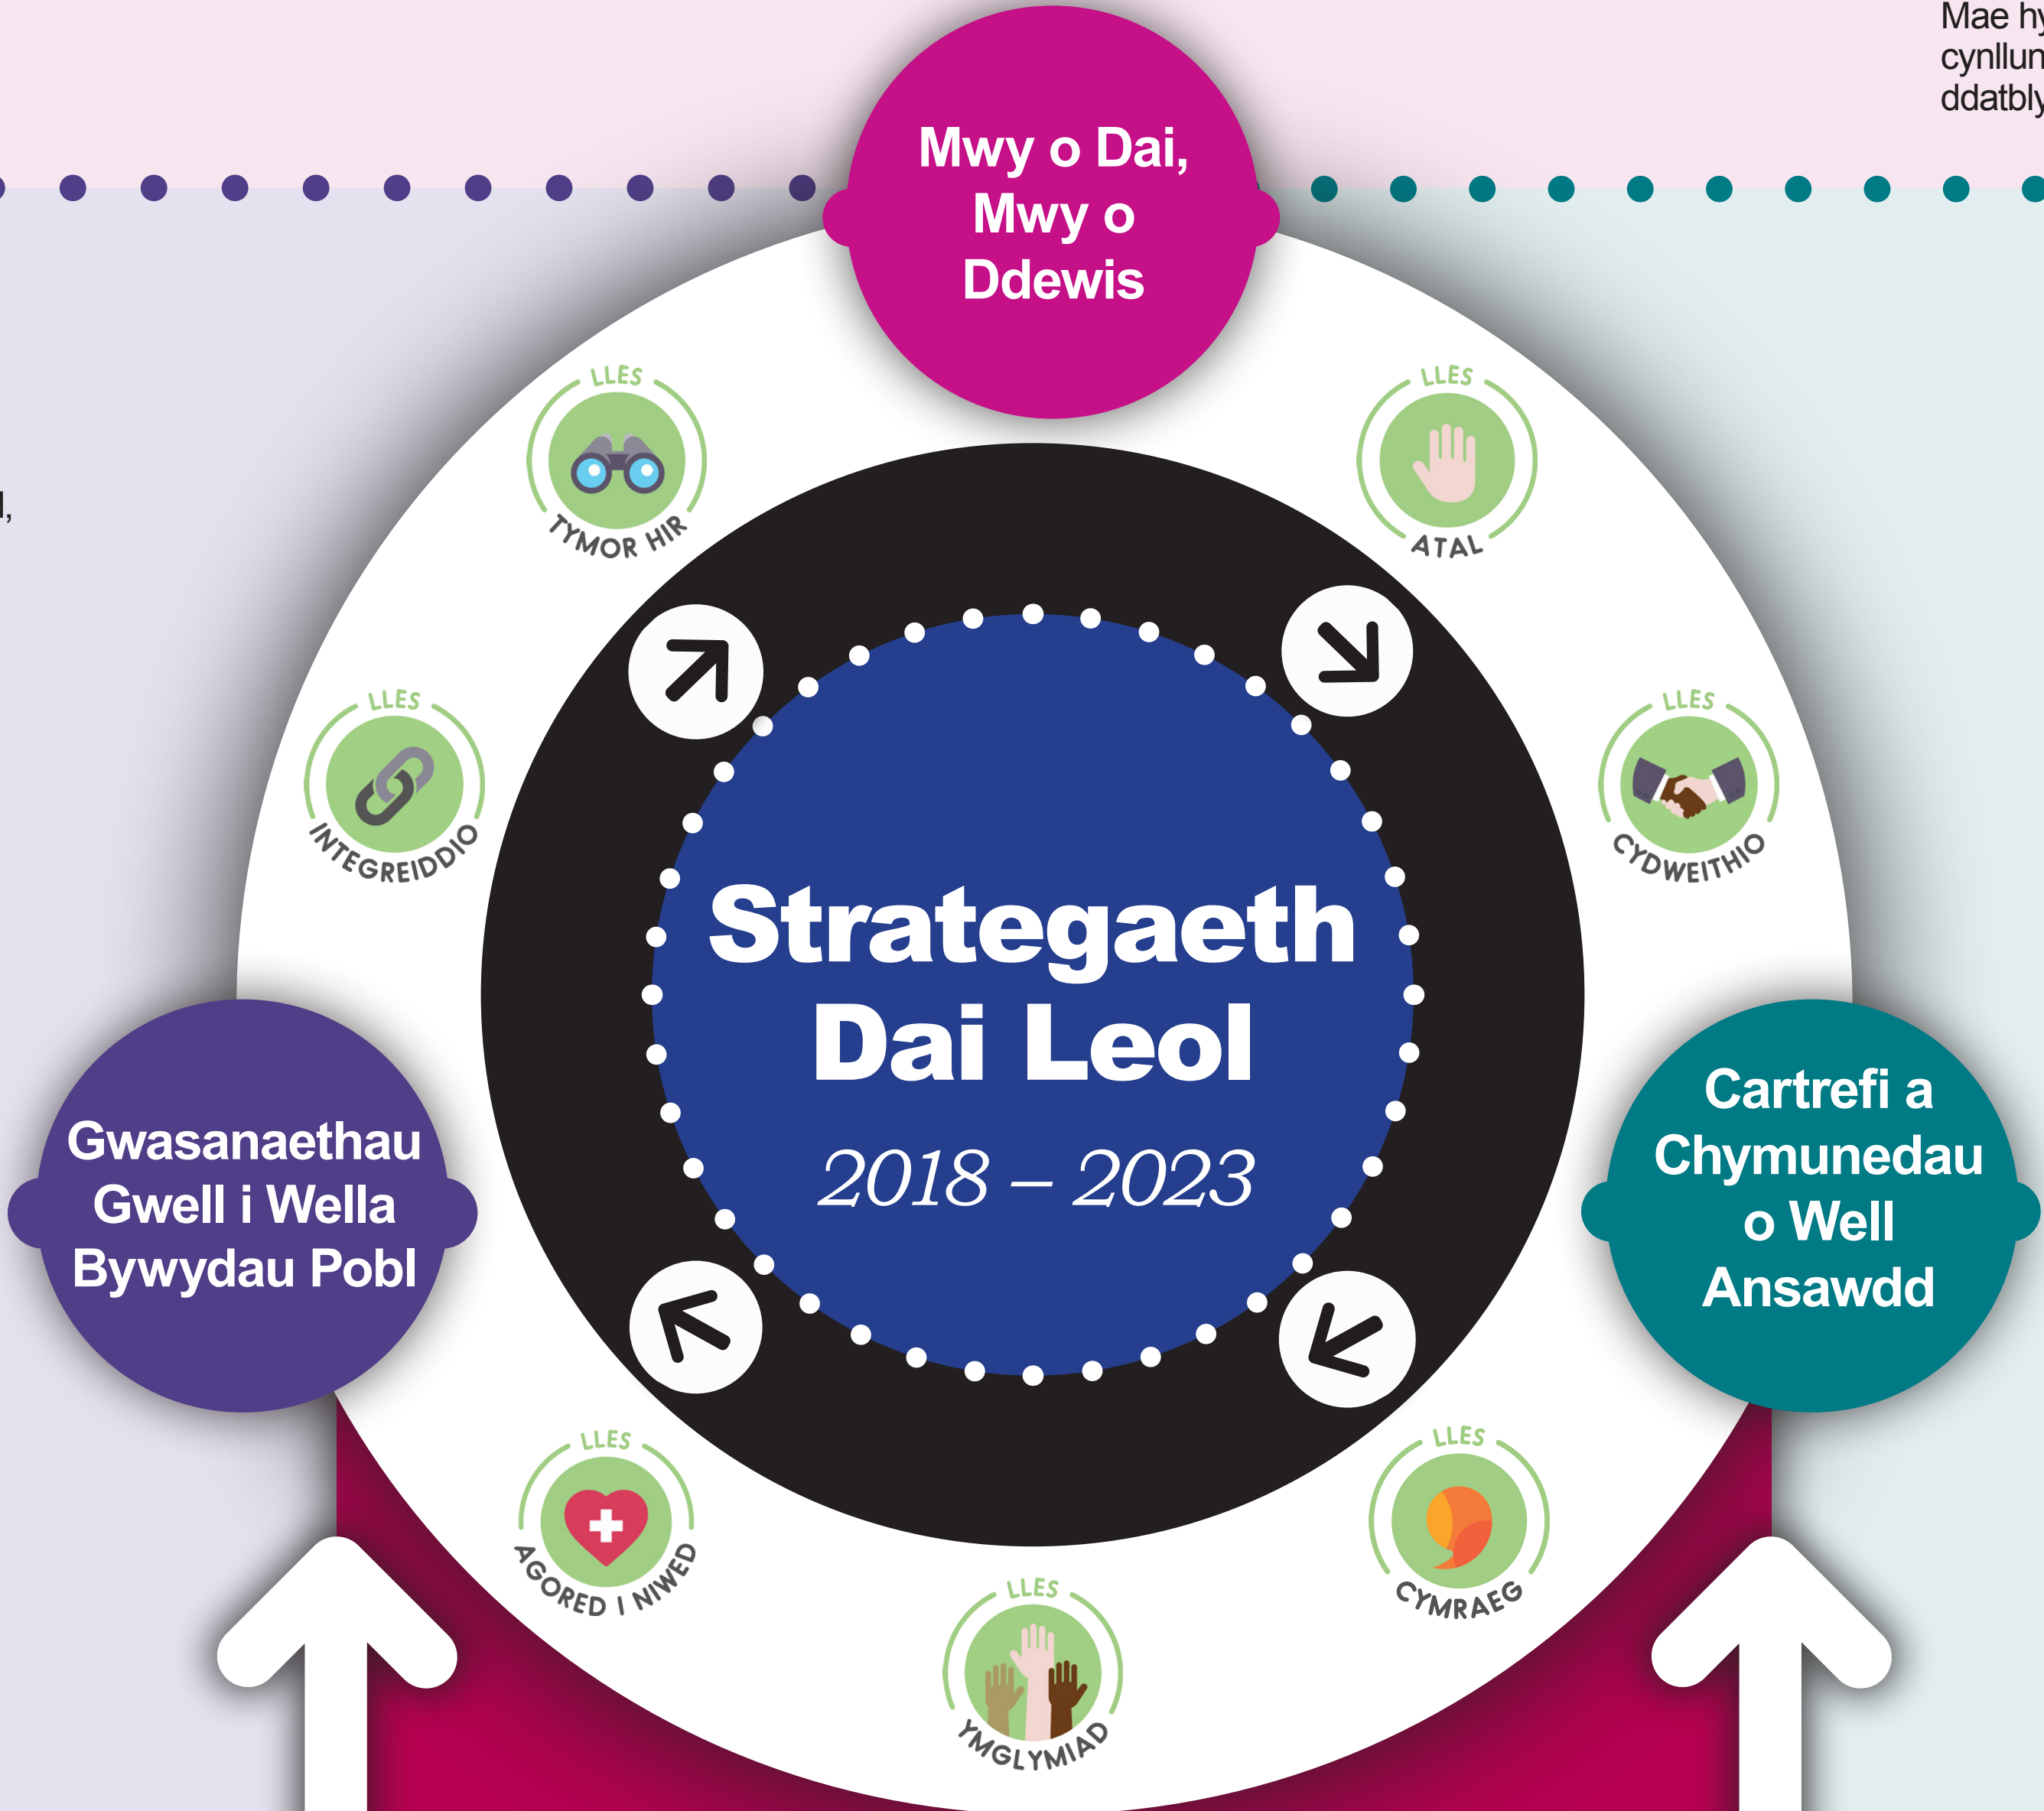 Mae
Mwy o Dai,
Mwy o
Ddewis
LLES
TYMOR HIR
LLES
ATAL
LLES
INTEGREIDDIO
LLES
CYDWEITHIO
Strategaeth
Dai Leol
2018 – 2023
Gwasanaethau
Gwell i Wella
Bywydau Pobl
Cartrefi a
Chymunedau
o Well
Ansawdd
LLES
AGORED I NIWED
LLES
CYMRAEG
LLES
YMGLYMIAD